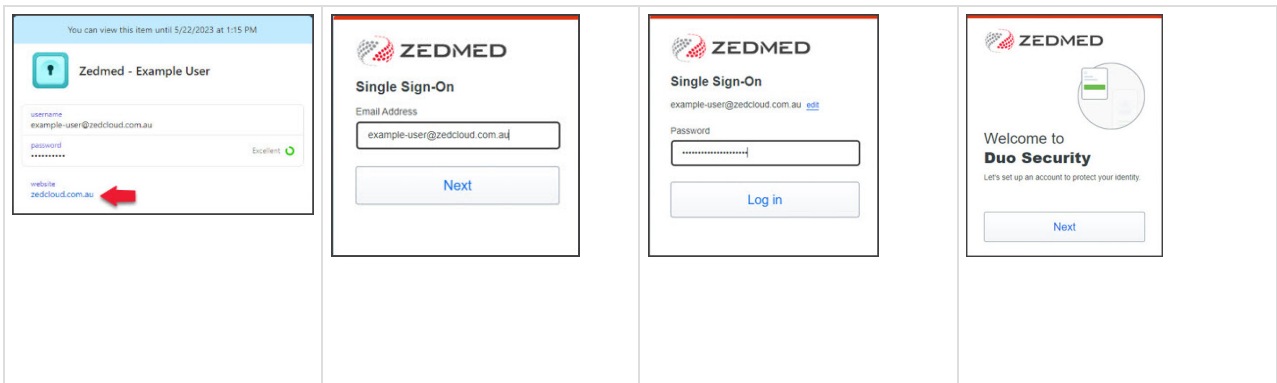 You can view this item until 5/22/2023 at 1:15 PM
Zedmed - Example User
username
example-user@zedcloud.com.au
password
••••••••••
Excellent
website
zedcloud.com.au
ZEDMED
Single Sign-On
Email Address
example-user@zedcloud.com.au
Next
ZEDMED
Single Sign-On
example-user@zedcloud.com.au edit
Password
Log in
ZEDMED
Welcome to
Duo Security
Let's set up an account to protect your identity.
Next